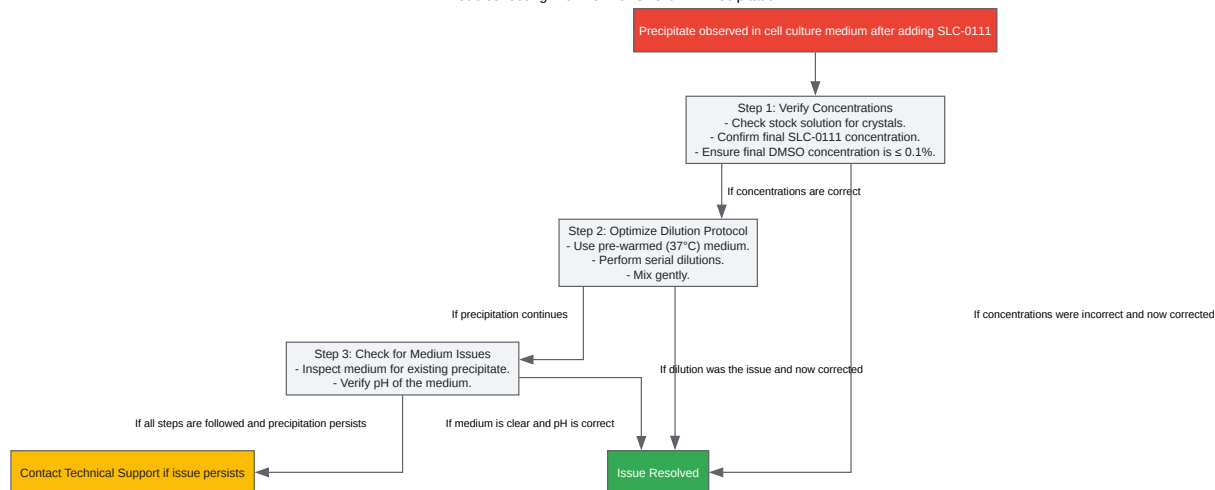 Precipitate observed in cell culture medium after adding SLC-0111
Step 1: Verify Concentrations
- Check stock solution for crystals.
- Confirm final SLC-0111 concentration.
- Ensure final DMSO concentration is ≤ 0.1%.
If concentrations are correct
Step 2: Optimize Dilution Protocol
- Use pre-warmed (37°C) medium.
- Perform serial dilutions.
- Mix gently.
If precipitation continues
If concentrations were incorrect and now corrected
Step 3: Check for Medium Issues
- Inspect medium for existing precipitate.
- Verify pH of the medium.
If dilution was the issue and now corrected
If all steps are followed and precipitation persists
If medium is clear and pH is correct
Contact Technical Support if issue persists
Issue Resolved